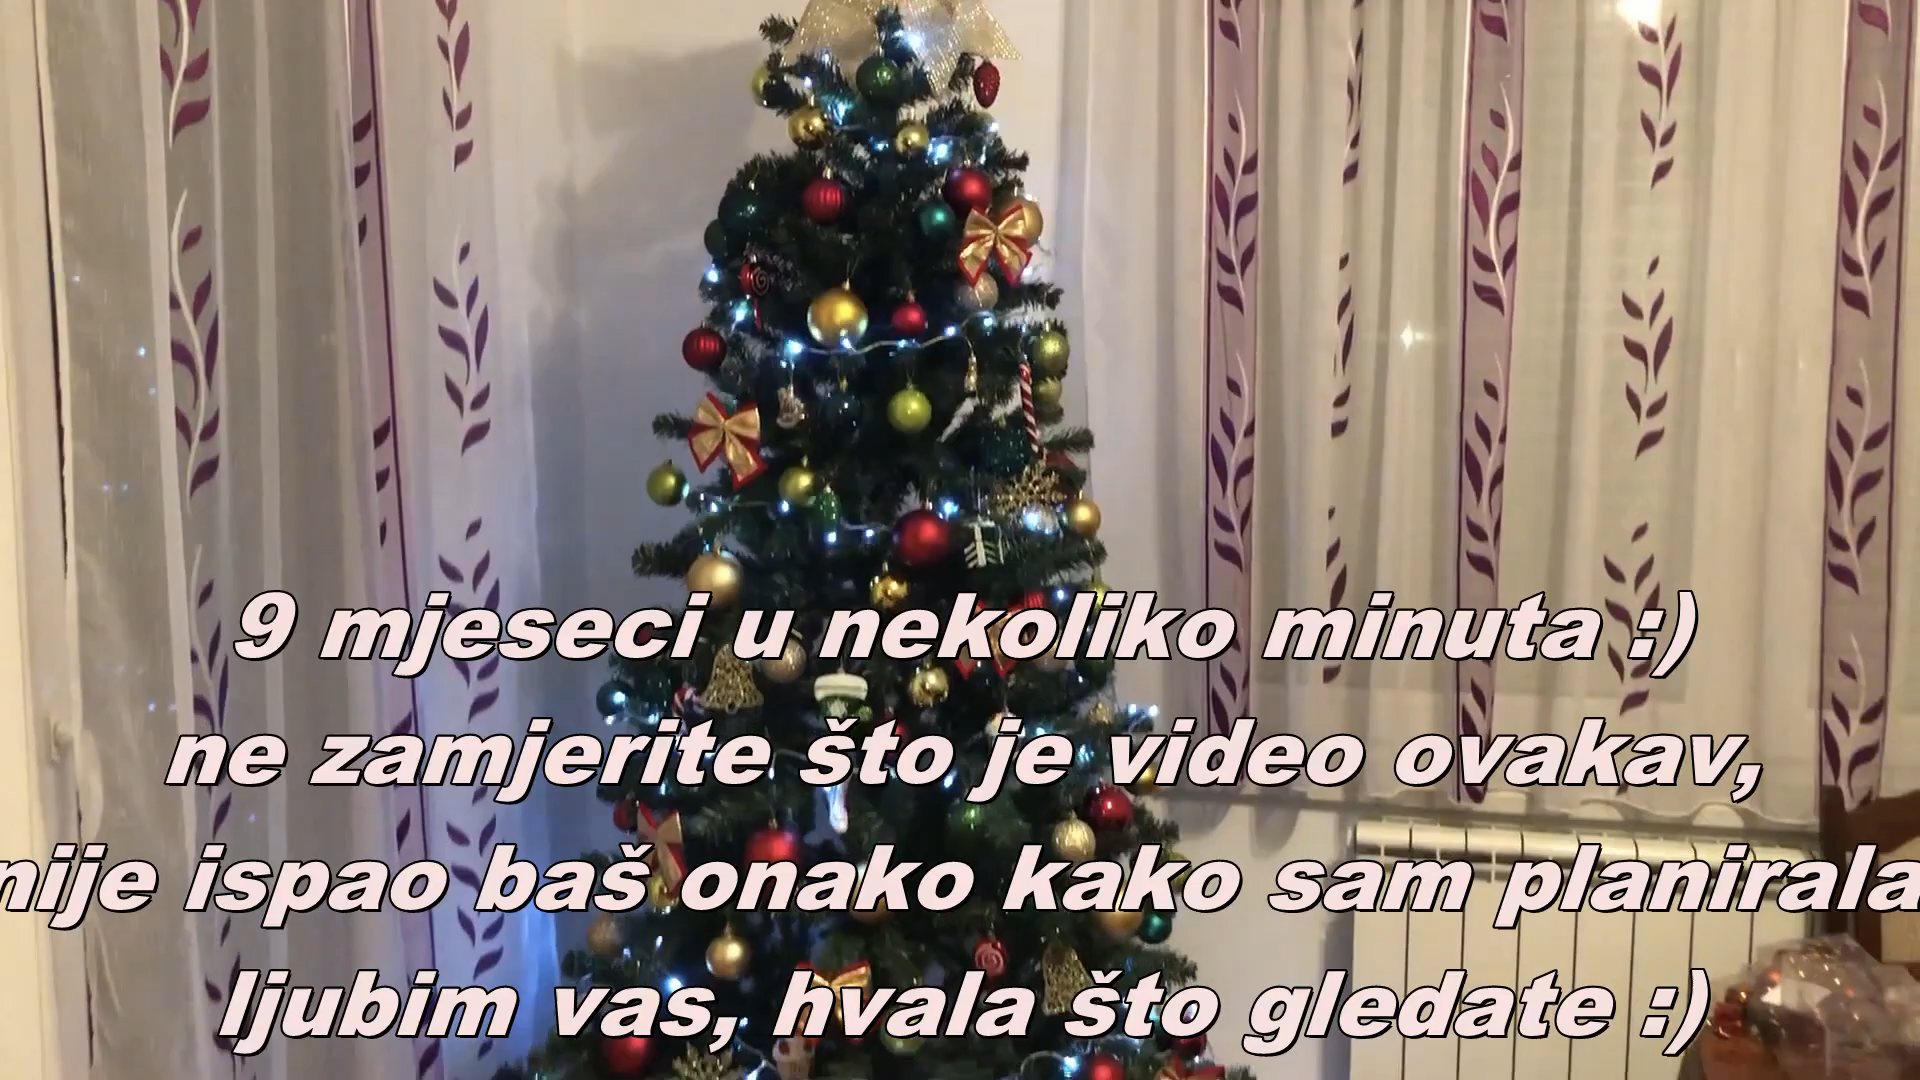 9 mjeseci u nekoliko minuta :)
ne zamjerite što je video ovakav,
nije ispao baš onako kako sam planirala
ljubim vas, hvala što gledate :)